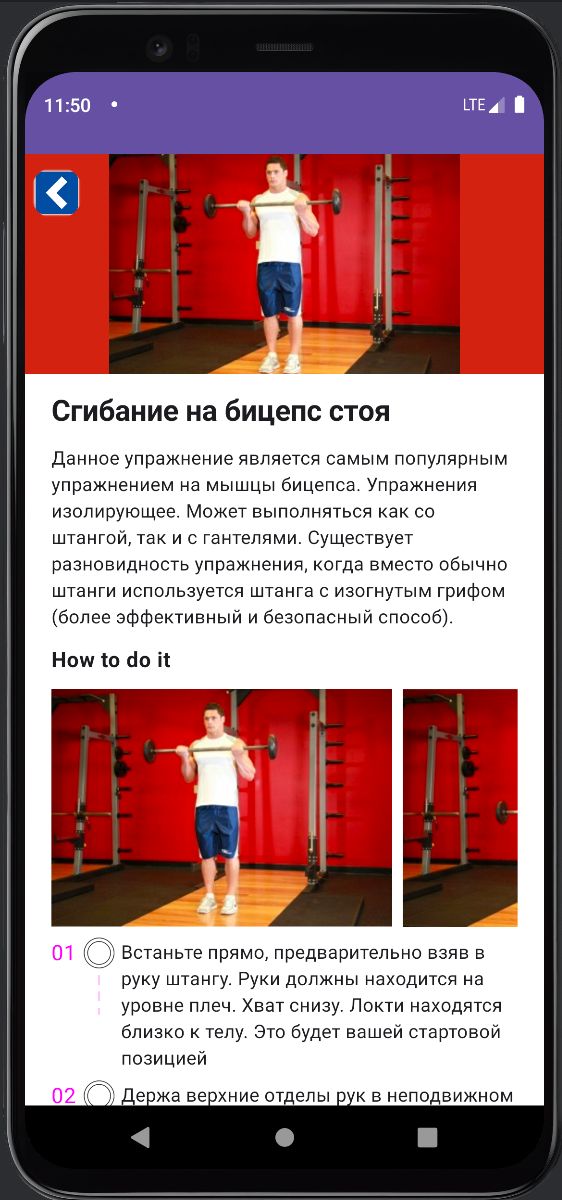 11:50
LTE
Сгибание на бицепс стоя
Данное упражнение является самым популярным
упражнением на мышцы бицепса. Упражнения
изолирующее. Может выполняться как со
штангой, так и с гантелями. Существует
разновидность упражнения, когда вместо обычно
штанги используется штанга с изогнутым грифом
(более эффективный и безопасный способ).
How to do it
01 Встаньте прямо, предварительно взяв в
руку штангу. Руки должны находится на
уровне плеч. Хват снизу. Локти находятся
близко к телу. Это будет вашей стартовой
позицией
02 Держа верхние отделы рук в неподвижном